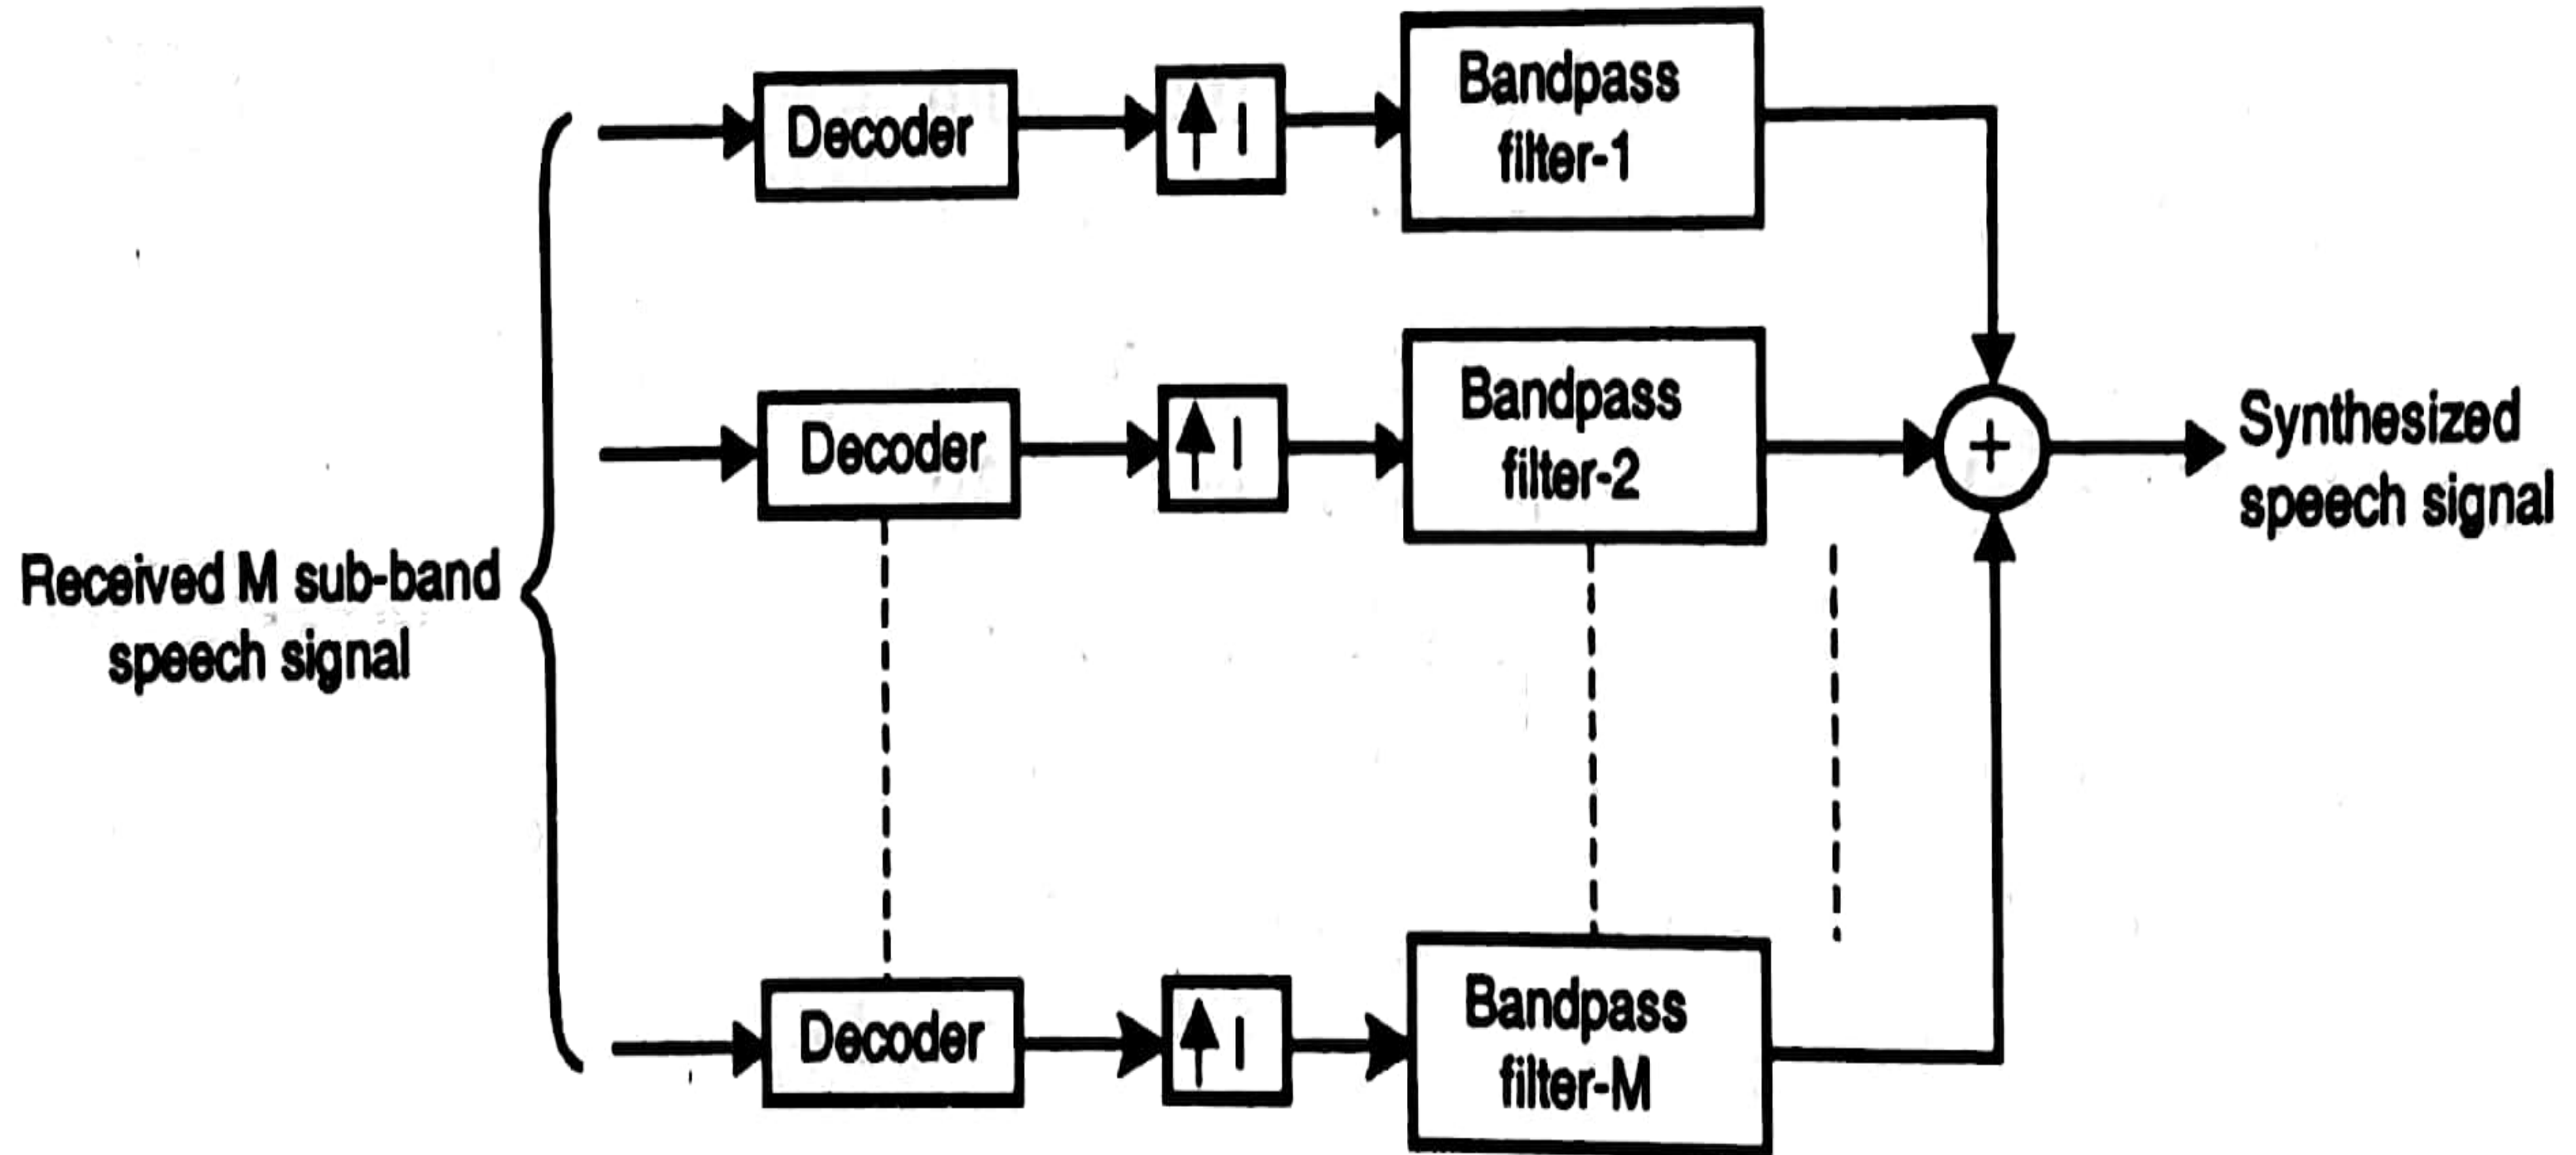 Bandpass
filter-1
Decoder
I
Bandpass
filter-2
Decoder
I
+
Synthesized
speech signal
Received M sub-band
speech signal
Bandpass
filter-M
Decoder
I